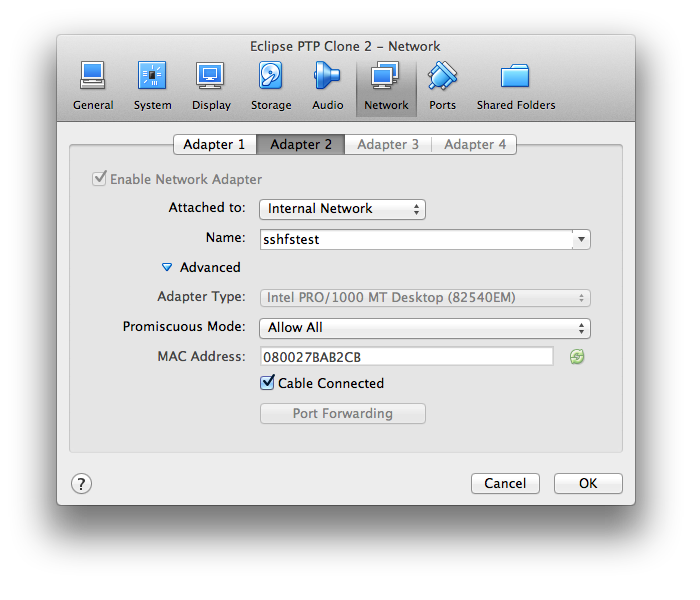 Eclipse PTP Clone 2 – Network
General System Display Storage Audio Network Ports Shared Folders
Adapter 1 Adapter 2 Adapter 3 Adapter 4
Enable Network Adapter
Attached to: Internal Network
Name: sshfstest
Advanced
Adapter Type: Intel PRO/1000 MT Desktop (82540EM)
Promiscuous Mode: Allow All
MAC Address: 080027BAB2CB
Cable Connected
Port Forwarding
? Cancel OK